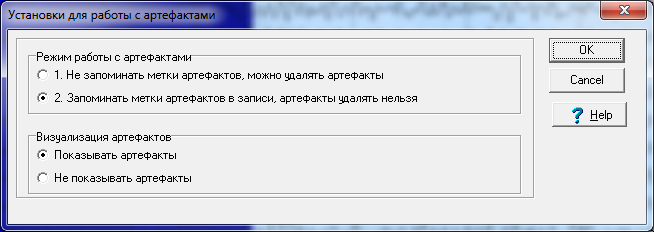 Установки для работы с артефактами
Режим работы с артефактами
1. Не запоминать метки артефактов, можно удалять артефакты
2. Запоминать метки артефактов в записи, артефакты удалять нельзя
Визуализация артефактов
Показывать артефакты
Не показывать артефакты
OK
Cancel
? Help